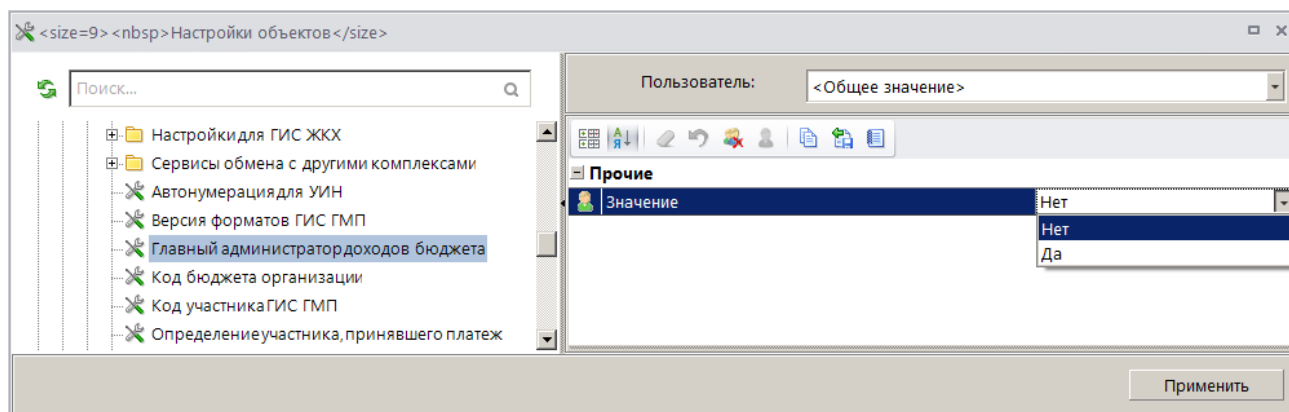 <size=9><nbsp>Настройки объектов</size>
Поиск...
Пользователь:
<Общее значение>
Настройки для ГИС ЖКХ
Сервисы обмена с другими комплексами
Автонумерация для УИН
Версия форматов ГИС ГМП
Главный администратор доходов бюджета
Код бюджета организации
Код участника ГИС ГМП
Определение участника, принявшего платеж
А
Я
Прочие
Значение
Нет
Нет
Да
Применить